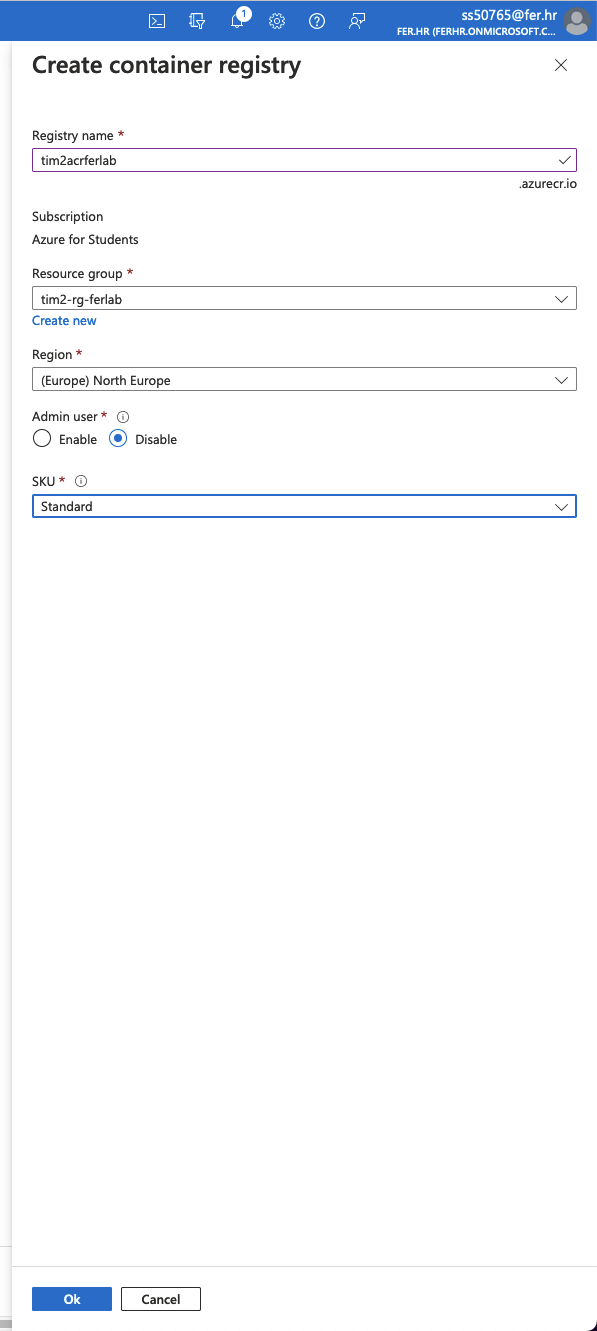 1
ss50765@fer.hr
FER.HR (FERHR.ONMICROSOFT.C...
Create container registry
Registry name *
tim2acrferlab
.azurecr.io
Subscription
Azure for Students
Resource group *
tim2-rg-ferlab
Create new
Region *
(Europe) North Europe
Admin user *
Enable Disable
SKU *
Standard
Ok Cancel